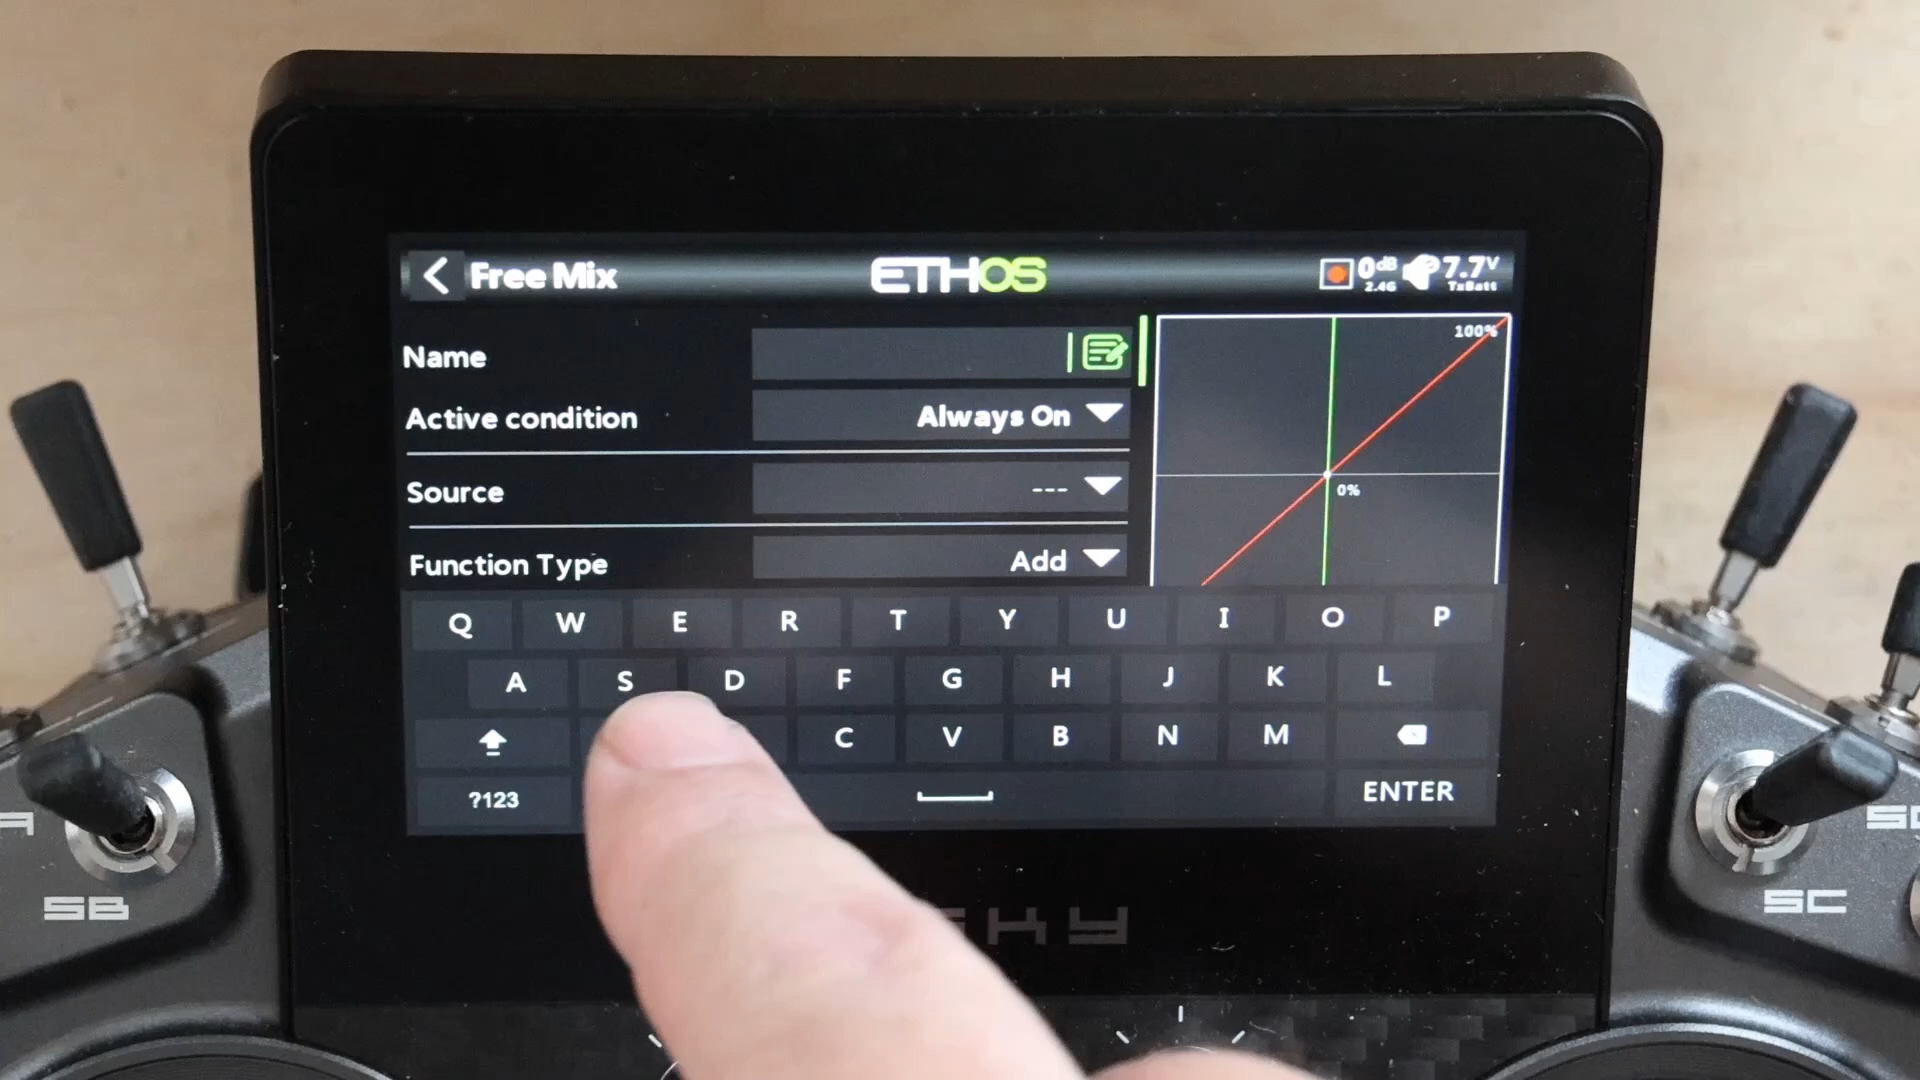 Free Mix ETHOS 0dB 2.4G 7.7V TxBatt
Name
Active condition Always On
Source ---
Function Type Add
100%
0%
Q W E R T Y U I O P
A S D F G H J K L
C V B N M
?123 ENTER
SB
SC